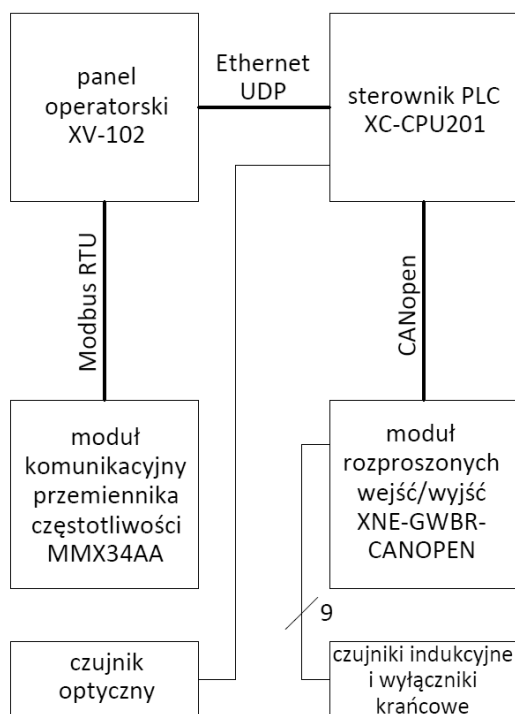 panel
operatorski
XV-102
Ethernet
UDP
sterownik PLC
XC-CPU201
Modbus RTU
CANopen
moduł
komunikacyjny
przemiennika
częstotliwości
MMX34AA
moduł
rozproszonych
wejść/wyjść
XNE-GWBR-
CANOPEN
9
czujnik
optyczny
czujniki indukcyjne
i wyłączniki
krańcowe